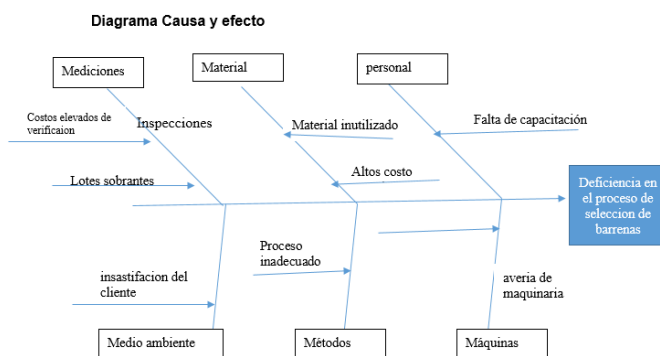 Diagrama Causa y efecto
Mediciones
Material
personal
Costos elevados de
verificaion
Inspecciones
Material inutilizado
Falta de capacitación
Lotes sobrantes
Altos costo
Deficiencia en
el proceso de
seleccion de
barrenas
Proceso
inadecuado
insastifacion del
cliente
averia de
maquinaria
Medio ambiente
Métodos
Máquinas